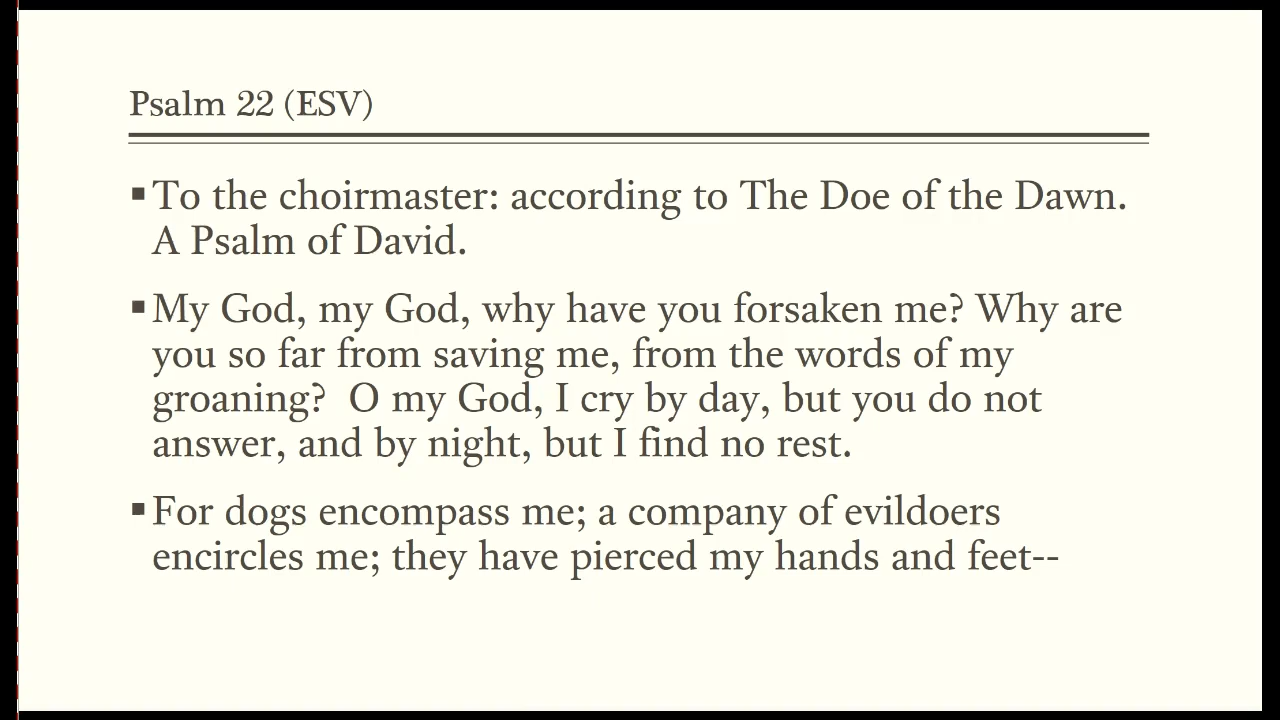 Psalm 22 (ESV)
▪To the choirmaster: according to The Doe of the Dawn.
A Psalm of David.
▪My God, my God, why have you forsaken me? Why are
you so far from saving me, from the words of my
groaning?  O my God, I cry by day, but you do not
answer, and by night, but I find no rest.
▪For dogs encompass me; a company of evildoers
encircles me; they have pierced my hands and feet--